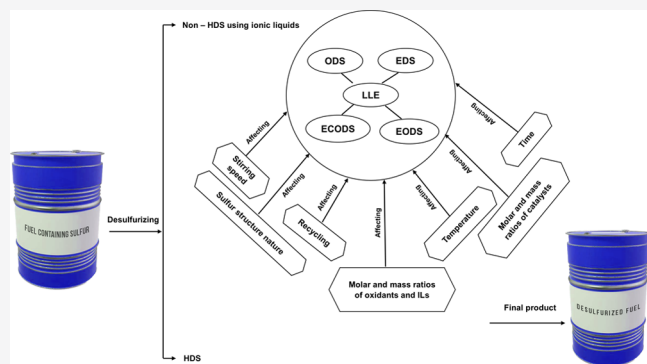 Non – HDS using ionic liquids
ODS
EDS
LLE
ECODS
EODS
Affecting
Stirring
speed
Affecting
Sulfur structure nature
Affecting
Recycling
Affecting
Molar and mass ratios
of oxidants and ILs
Affecting
Temperature
Affecting
Molar and mass
ratios of catalysts
Affecting
Time
FUEL CONTAINING SULFUR
Desulfurizing
DESULFURIZED FUEL
Final product
HDS